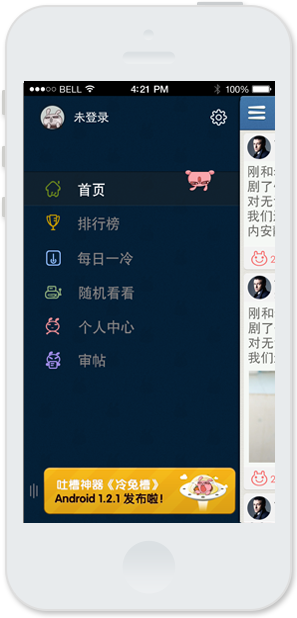 BELL 4:21 PM 100%
未登录
首页
排行榜
每日一冷
随机看看
个人中心
审帖
吐槽神器《冷兔槽》
Android 1.2.1 发布啦!
刚和
剧了
对无
我们
内安
2
刚和
剧了
对无
我们
2